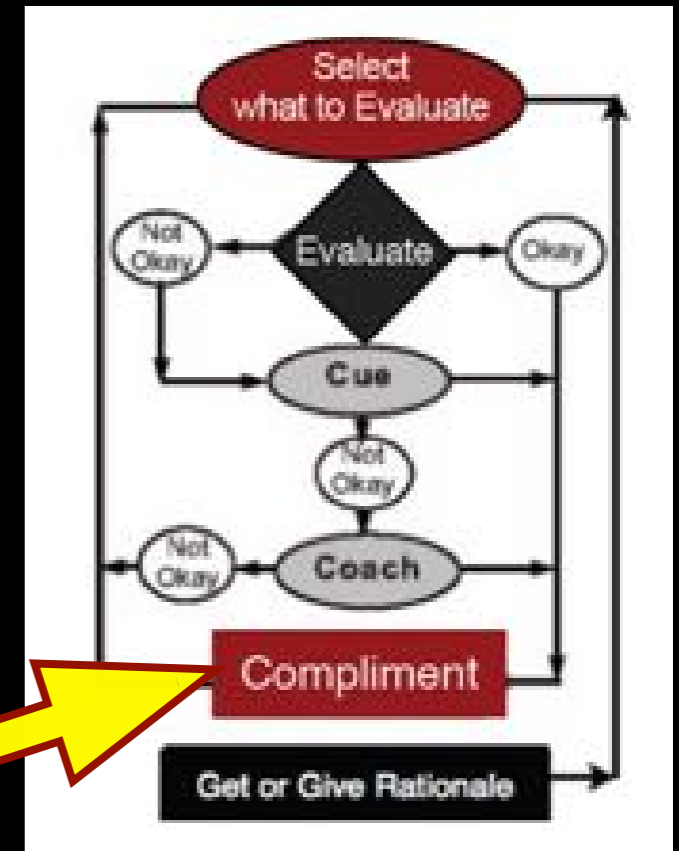 Select
what to Evaluate
Not
Okay
Evaluate
Okay
Cue
Not
Okay
Not
Okay
Coach
Compliment
Get or Give Rationale